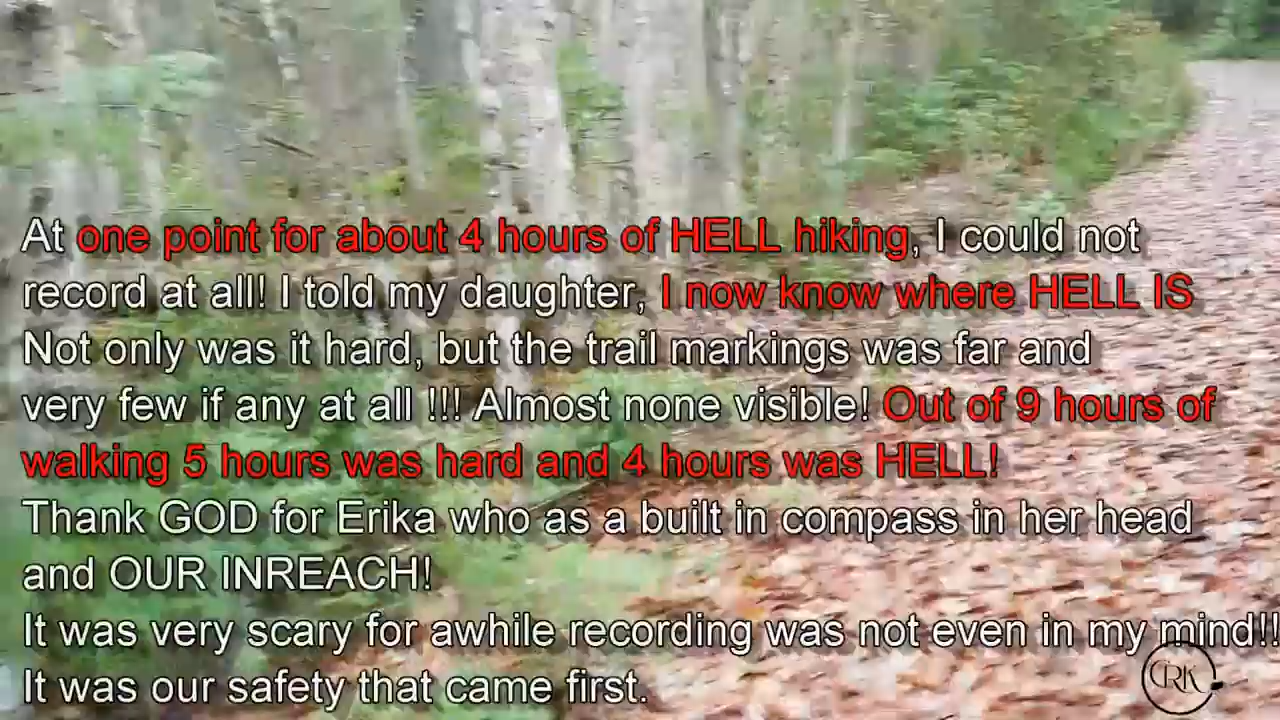 At one point for about 4 hours of HELL hiking, I could not
record at all! I told my daughter, I now know where HELL IS
Not only was it hard, but the trail markings was far and
very few if any at all !!! Almost none visible! Out of 9 hours of
walking 5 hours was hard and 4 hours was HELL!
Thank GOD for Erika who as a built in compass in her head
and OUR INREACH!
It was very scary for awhile recording was not even in my mind!!
It was our safety that came first.